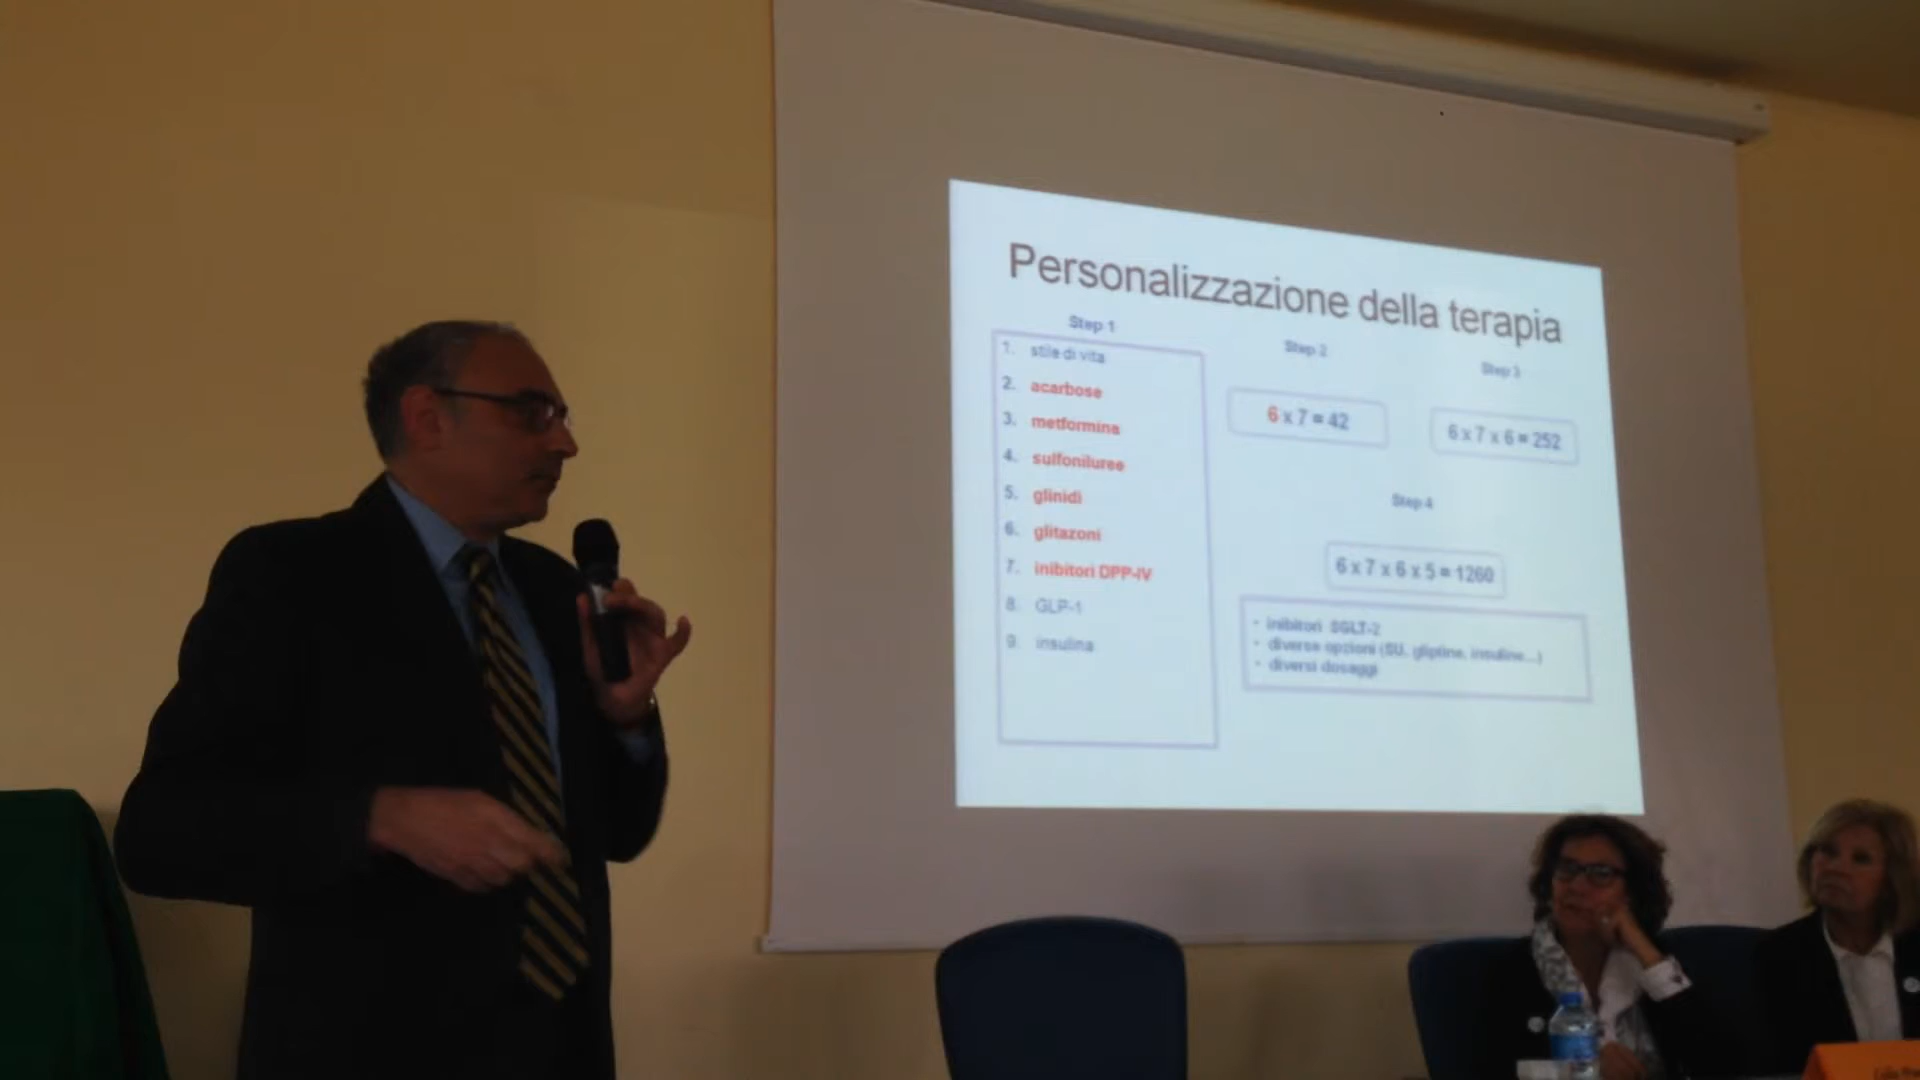 Personalizzazione della terapia
Step 1
1. stile di vita
2. acarbose
3. metformina
4. sulfoniluree
5. glinidi
6. glitazoni
7. inibitori DPP-IV
8. GLP-1
9. insulina
Step 2
6 x 7 = 42
Step 3
6 x 7 x 6 = 252
Step 4
6 x 7 x 6 x 5 = 1260
• inibitori SGLT-2
• diverse opzioni (SU, gliptine, insuline...)
• diversi dosaggi